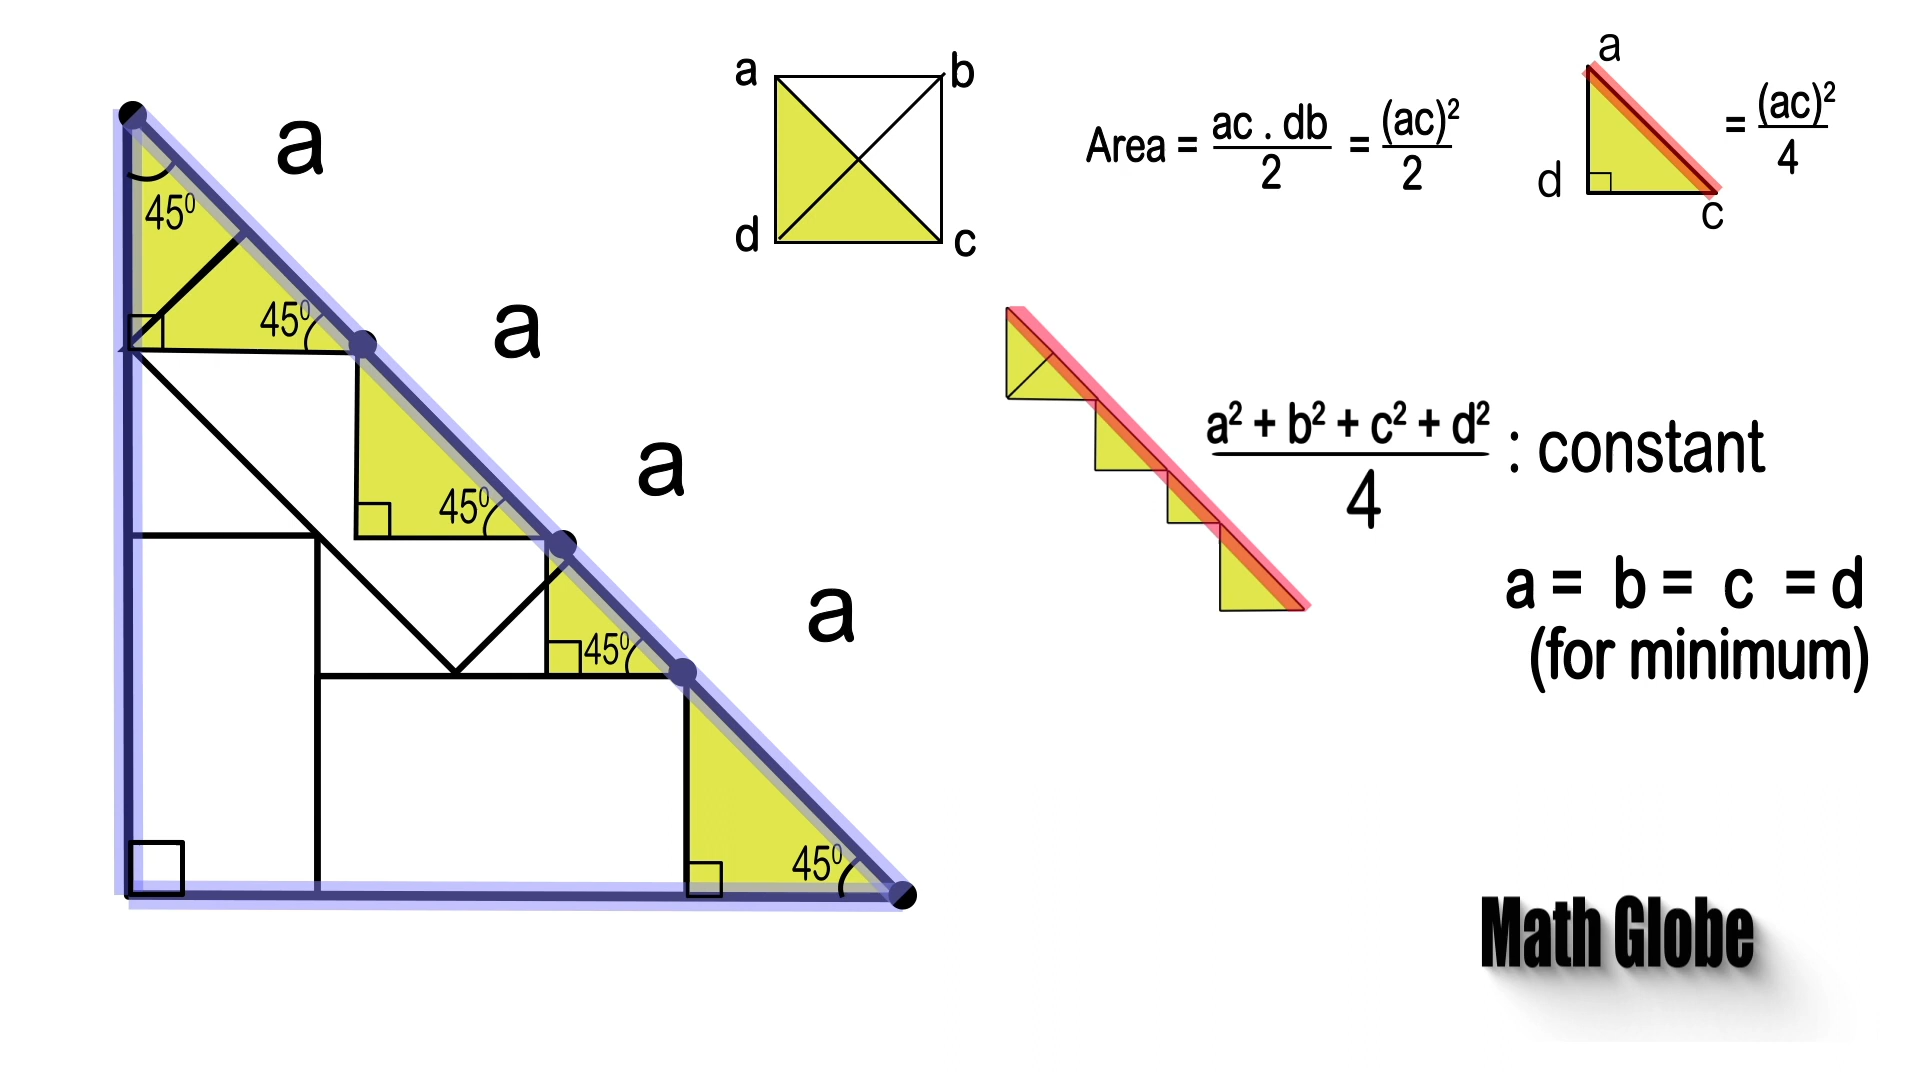 a
45⁰
45⁰
a
45⁰
a
45⁰
a
45⁰
a b
d c
Area = ac . db / 2 = (ac)² / 2
a
d
c
= (ac)² / 4
a² + b² + c² + d² / 4 : constant
a = b = c = d
(for minimum)
Math Globe